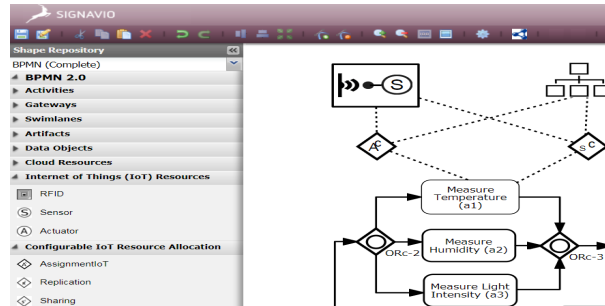 SIGNAVIO
Shape Repository
BPMN (Complete)
BPMN 2.0
Activities
Gateways
Swimlanes
Artifacts
Data Objects
Cloud Resources
Internet of Things (IoT) Resources
RFID
S Sensor
A Actuator
Configurable IoT Resource Allocation
AssignmentIoT
Replication
Sharing
S
AC
SC
Measure
Temperature
(a1)
ORc-2
Measure
Humidity (a2)
ORc-3
Measure Light
Intensity (a3)